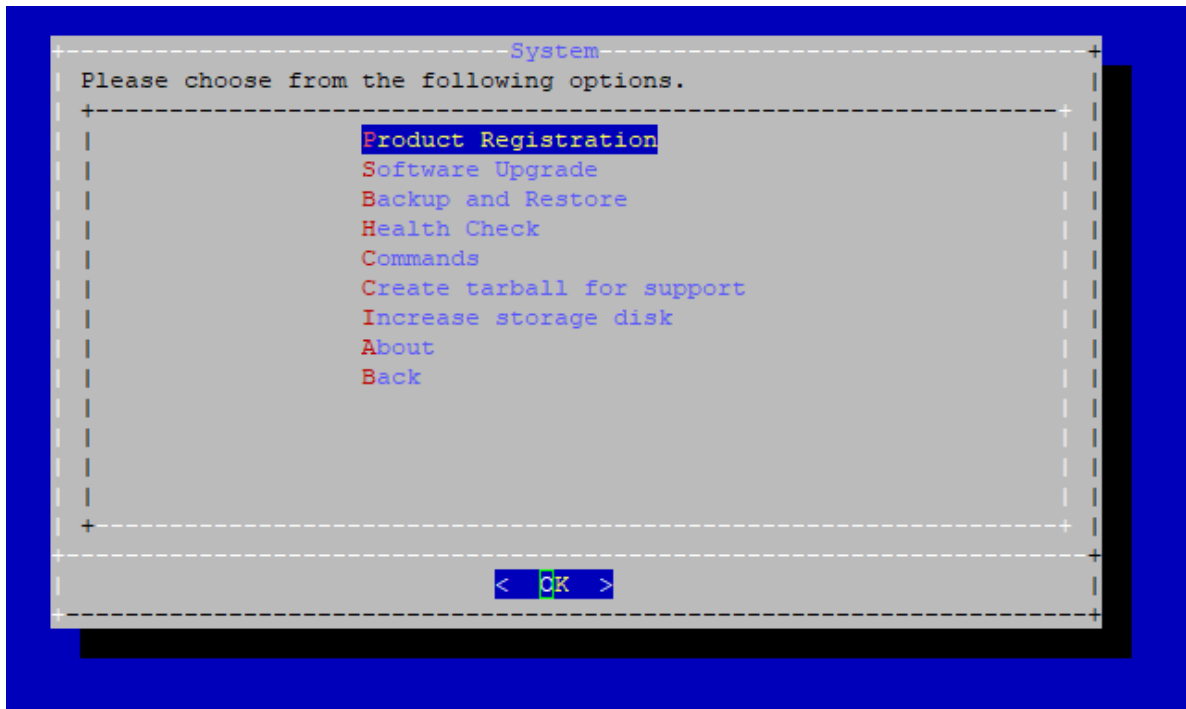 System
Please choose from the following options.
Product Registration
Software Upgrade
Backup and Restore
Health Check
Commands
Create tarball for support
Increase storage disk
About
Back
< OK >